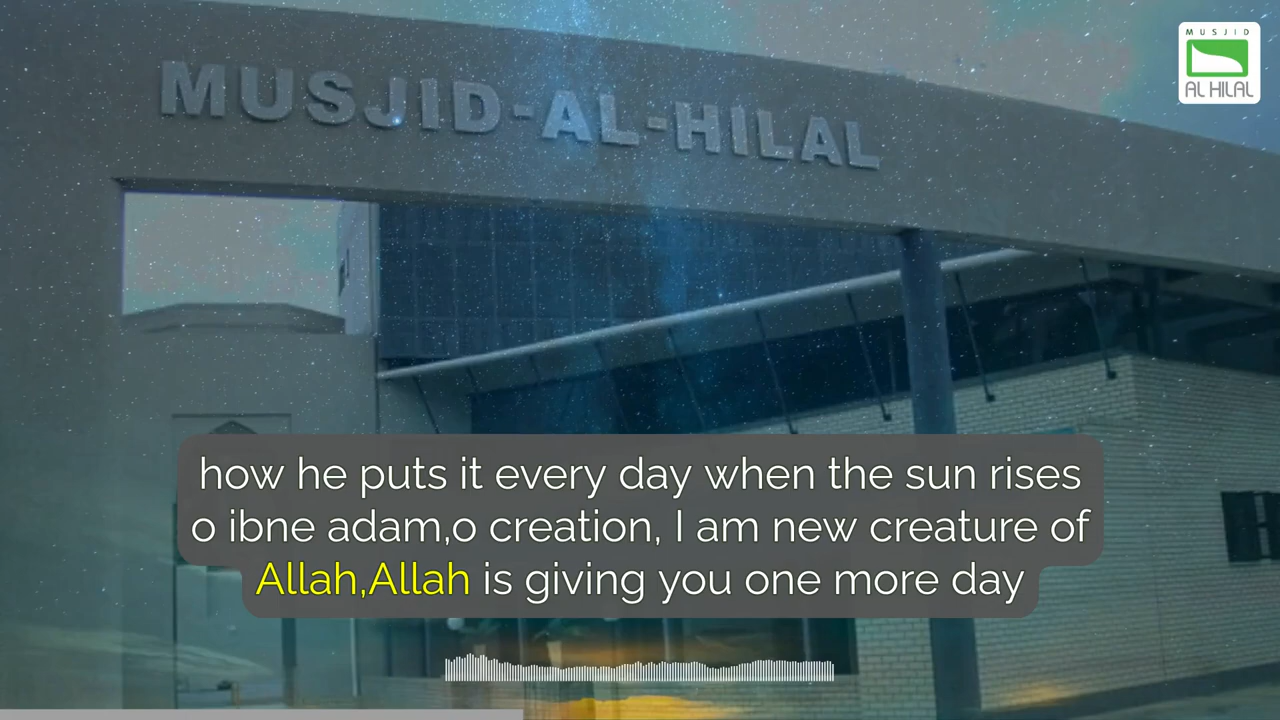 MUSJID-AL-HILAL
MUSJID
AL HILAL
how he puts it every day when the sun rises
o ibne adam,o creation, I am new creature of
Allah,Allah is giving you one more day